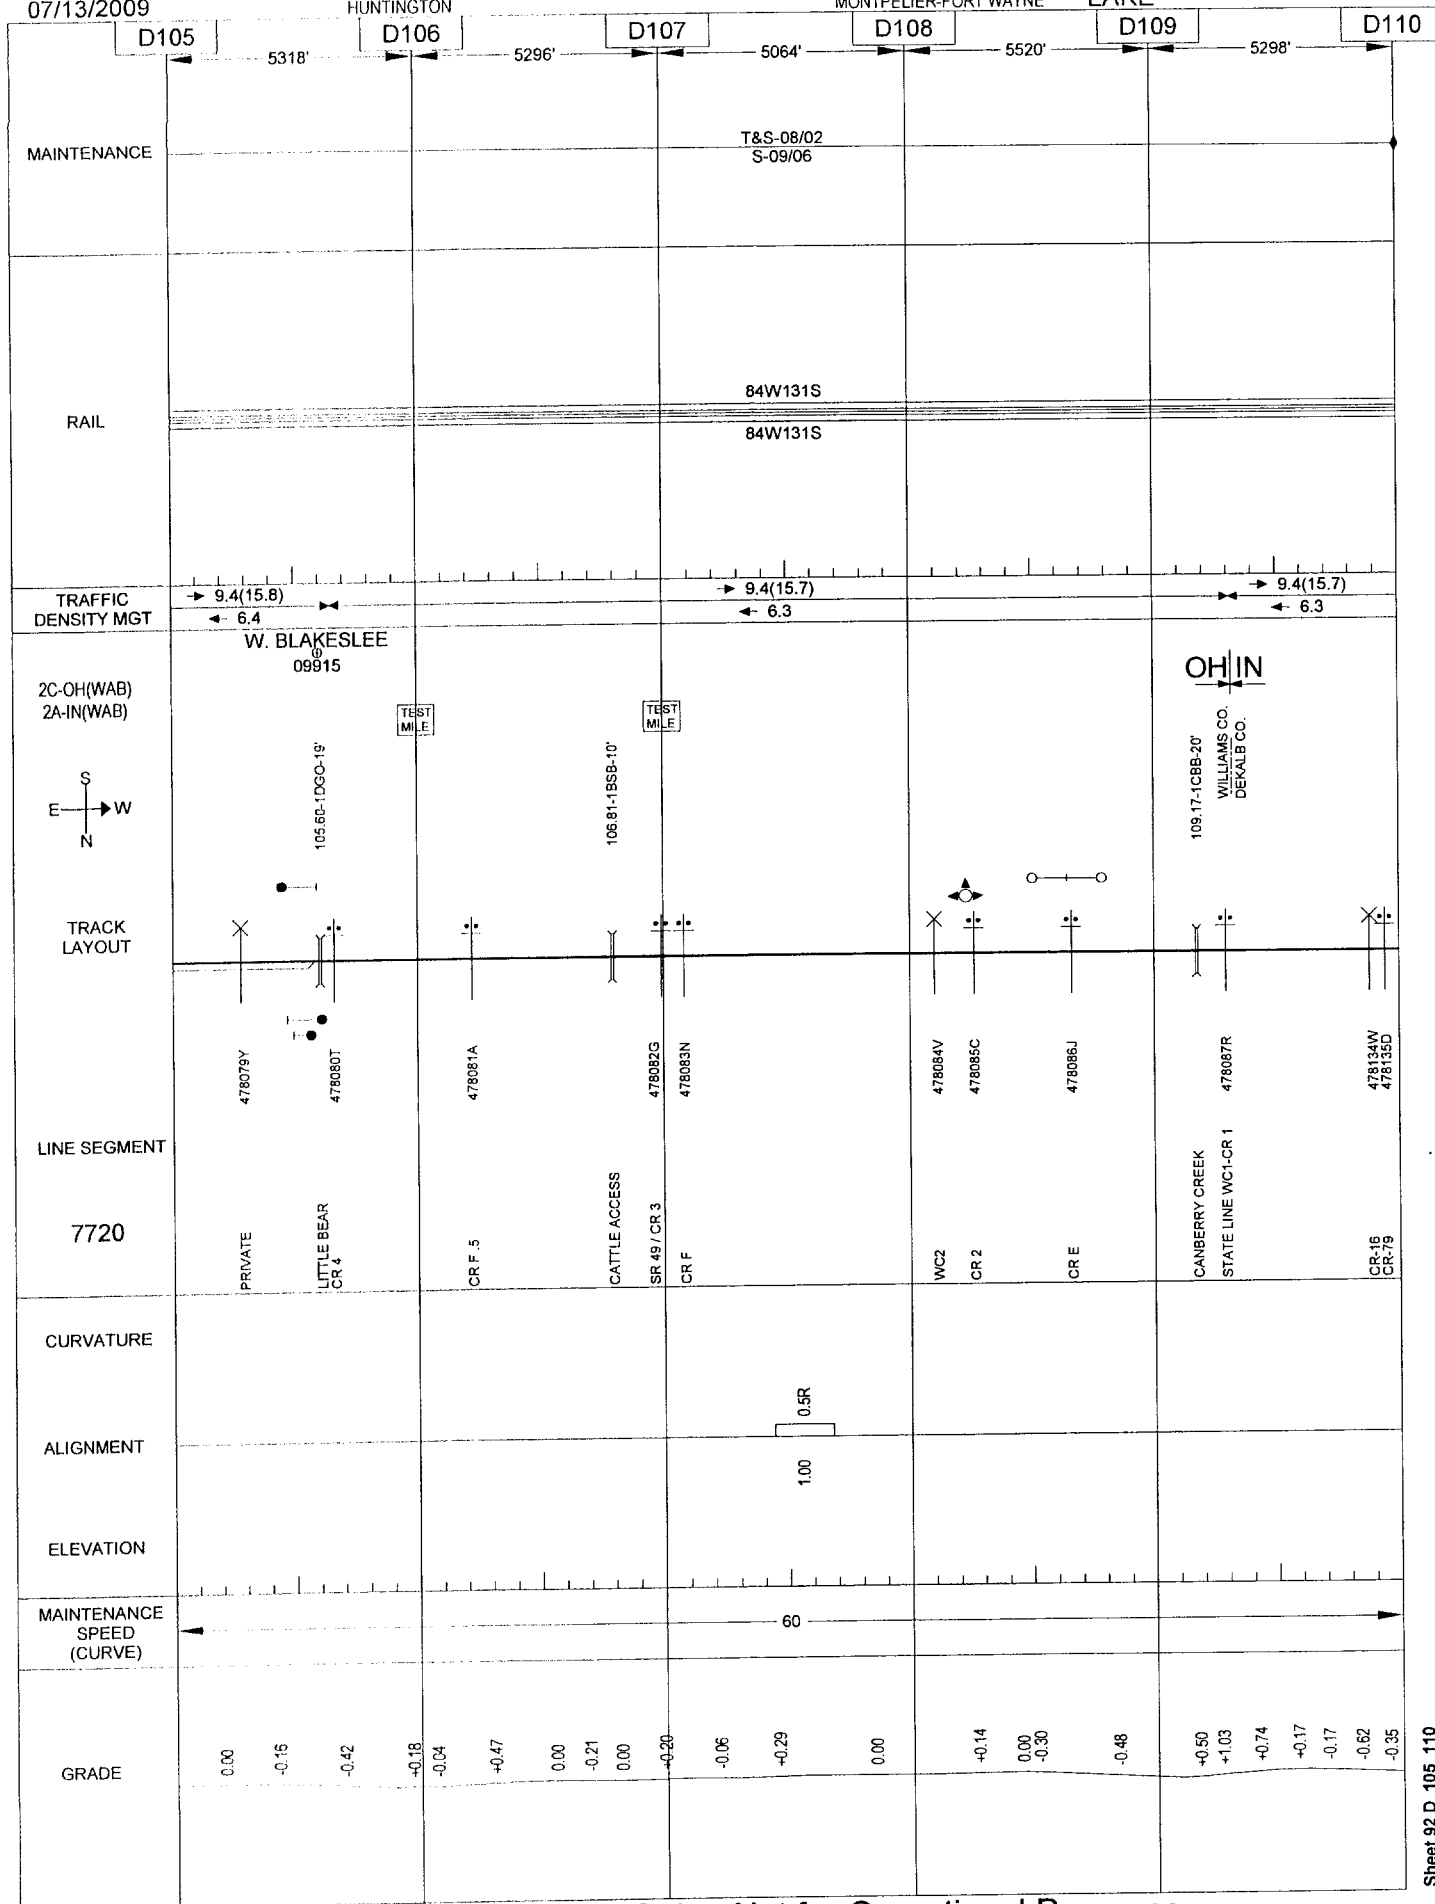 07/13/2009
HUNTINGTON
MONTPELIER-FORT WAYNE
LAKE
D105
D106
D107
D108
D109
D110
5318'
5296'
5064'
5520'
5298'
MAINTENANCE
T&S-08/02
S-09/06
RAIL
84W131S
84W131S
TRAFFIC
DENSITY MGT
9.4(15.8)
6.4
9.4(15.7)
6.3
9.4(15.7)
6.3
W. BLAKESLEE
09915
2C-OH(WAB)
2A-IN(WAB)
TEST
MILE
TEST
MILE
OH IN
WILLIAMS CO.
DEKALB CO.
S
E W
N
105.60-1DGO-19'
106.81-1BSB-10'
109.17-1CBB-20'
TRACK
LAYOUT
478079Y
478080T
478081A
478082G
478083N
478084V
478085C
478086J
478087R
478134W
478135D
LINE SEGMENT
7720
PRIVATE
LITTLE BEAR
CR 4
CR F .5
CATTLE ACCESS
SR 49 / CR 3
CR F
WC2
CR 2
CR E
CANBERRY CREEK
STATE LINE WC1-CR 1
CR-16
CR-79
CURVATURE
0.5R
ALIGNMENT
1.00
ELEVATION
MAINTENANCE
SPEED
(CURVE)
60
GRADE
0.00
-0.16
-0.42
+0.18
-0.04
+0.47
0.00
-0.21
0.00
+0.20
-0.06
+0.29
0.00
+0.14
0.00
-0.30
-0.48
+0.50
+1.03
+0.74
+0.17
-0.17
-0.62
-0.35
Sheet 92 D 105 110